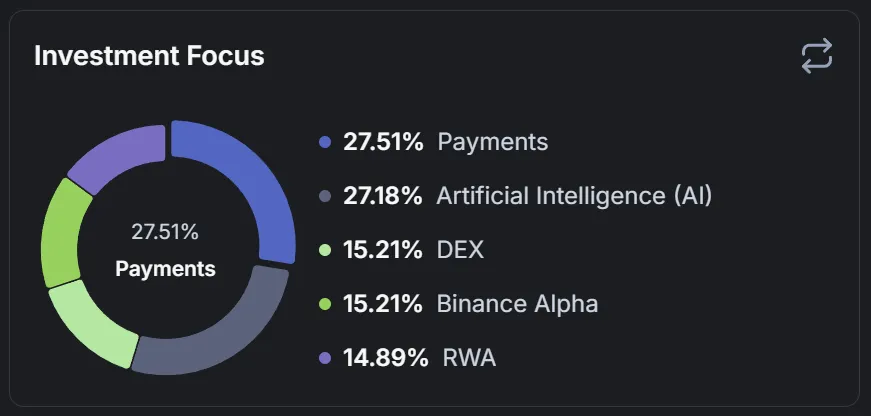 Investment Focus
27.51% Payments
27.18% Artificial Intelligence (AI)
15.21% DEX
15.21% Binance Alpha
14.89% RWA
27.51%
Payments